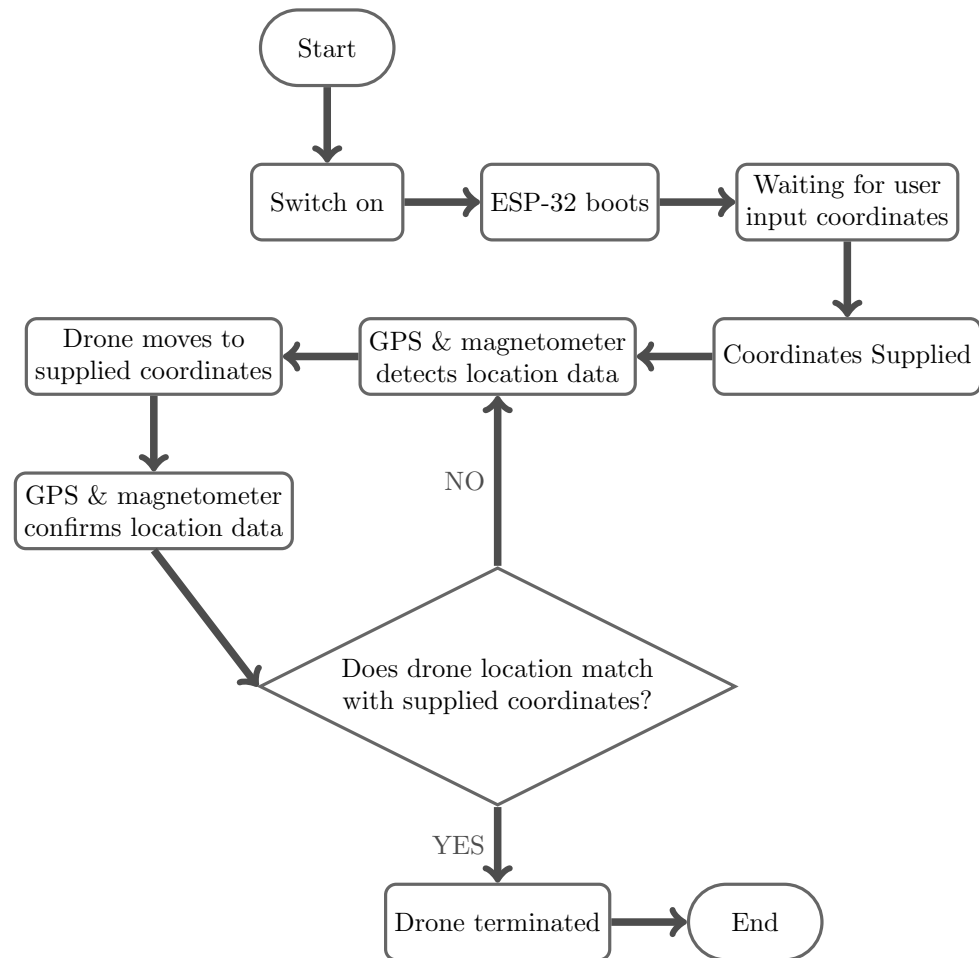 Start
Switch on
ESP-32 boots
Waiting for user
input coordinates
Coordinates Supplied
GPS & magnetometer
detects location data
Drone moves to
supplied coordinates
GPS & magnetometer
confirms location data
NO
Does drone location match
with supplied coordinates?
YES
Drone terminated
End